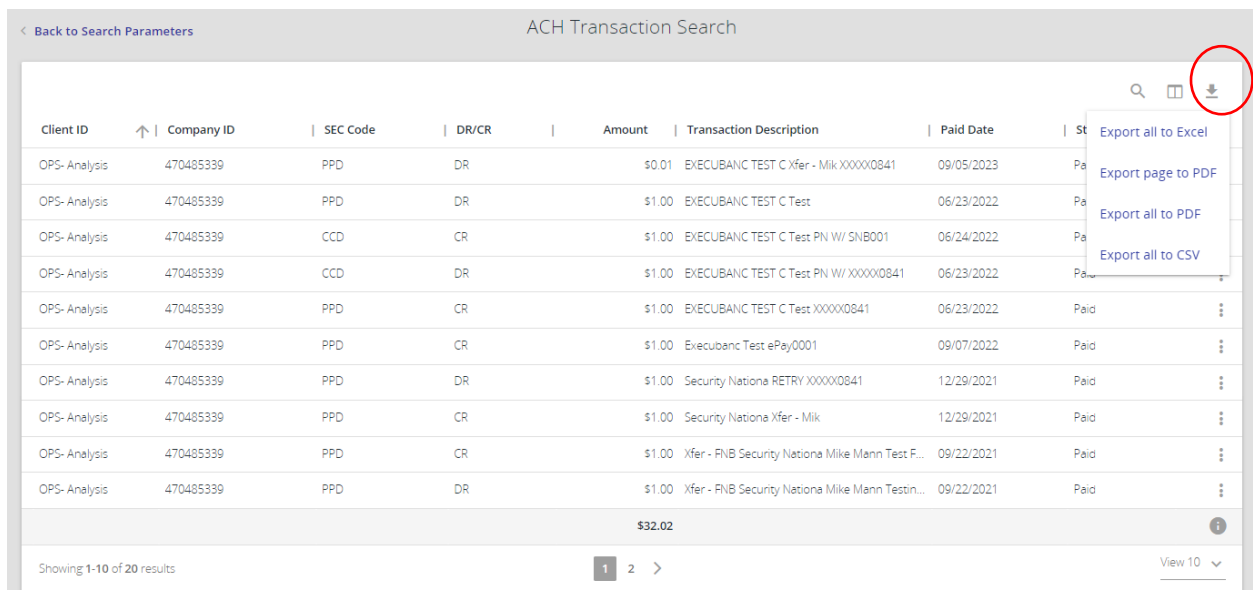 Back to Search Parameters
ACH Transaction Search
Client ID Company ID SEC Code DR/CR Amount Transaction Description Paid Date St
Export all to Excel
OPS- Analysis 470485339 PPD DR $0.01 EXECUBANC TEST C Xfer - Mik XXXXX0841 09/05/2023 Pa
Export page to PDF
OPS- Analysis 470485339 PPD DR $1.00 EXECUBANC TEST C Test 06/23/2022 Pa
Export all to PDF
OPS- Analysis 470485339 CCD CR $1.00 EXECUBANC TEST C Test PN W/ SNB001 06/24/2022 Pa
Export all to CSV
OPS- Analysis 470485339 CCD DR $1.00 EXECUBANC TEST C Test PN W/ XXXXX0841 06/23/2022 Pa
OPS- Analysis 470485339 PPD CR $1.00 EXECUBANC TEST C Test XXXXX0841 06/23/2022 Paid
OPS- Analysis 470485339 PPD CR $1.00 Execubanc Test ePay0001 09/07/2022 Paid
OPS- Analysis 470485339 PPD DR $1.00 Security Nationa RETRY XXXXX0841 12/29/2021 Paid
OPS- Analysis 470485339 PPD CR $1.00 Security Nationa Xfer - Mik 12/29/2021 Paid
OPS- Analysis 470485339 PPD CR $1.00 Xfer - FNB Security Nationa Mike Mann Test F... 09/22/2021 Paid
OPS- Analysis 470485339 PPD DR $1.00 Xfer - FNB Security Nationa Mike Mann Testin... 09/22/2021 Paid
$32.02
Showing 1-10 of 20 results 1 2 View 10